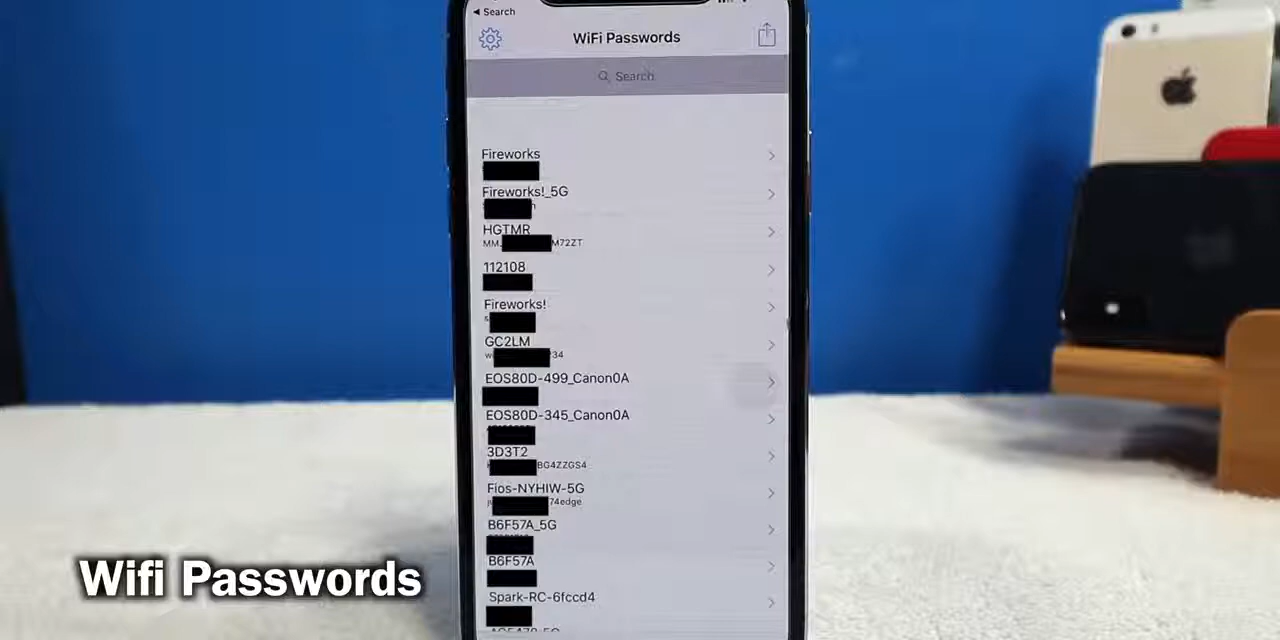 Search
WiFi Passwords
Search
Fireworks
Fireworks!_5G
HGTMR
M72ZT
112108
Fireworks!
GC2LM
34
EOS80D-499_Canon0A
EOS80D-345_Canon0A
3D3T2
BG4ZZGS4
Fios-NYHIW-5G
74edge
B6F57A_5G
B6F57A
Spark-RC-6fccd4
Wifi Passwords